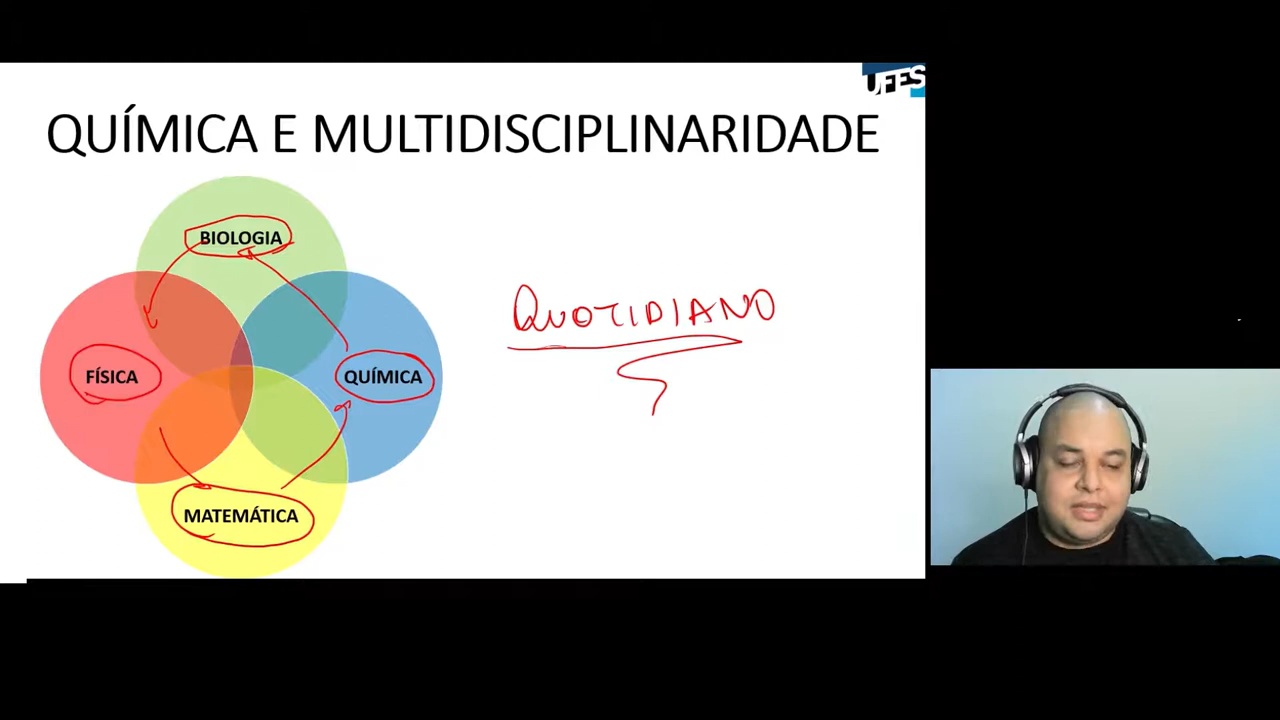 UFES
QUÍMICA E MULTIDISCIPLINARIDADE
BIOLOGIA
QUOTIDIANO
FÍSICA
QUÍMICA
MATEMÁTICA